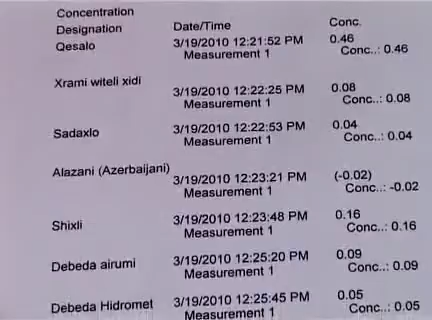 Concentration
Designation Date/Time Conc.
Qesalo 3/19/2010 12:21:52 PM 0.46
Measurement 1 Conc..: 0.46
Xrami witeli xidi 3/19/2010 12:22:25 PM 0.08
Measurement 1 Conc..: 0.08
Sadaxlo 3/19/2010 12:22:53 PM 0.04
Measurement 1 Conc..: 0.04
Alazani (Azerbaijani) 3/19/2010 12:23:21 PM (-0.02)
Measurement 1 Conc..: -0.02
Shixli 3/19/2010 12:23:48 PM 0.16
Measurement 1 Conc..: 0.16
Debeda airumi 3/19/2010 12:25:20 PM 0.09
Measurement 1 Conc..: 0.09
Debeda Hidromet 3/19/2010 12:25:45 PM 0.05
Measurement 1 Conc..: 0.05